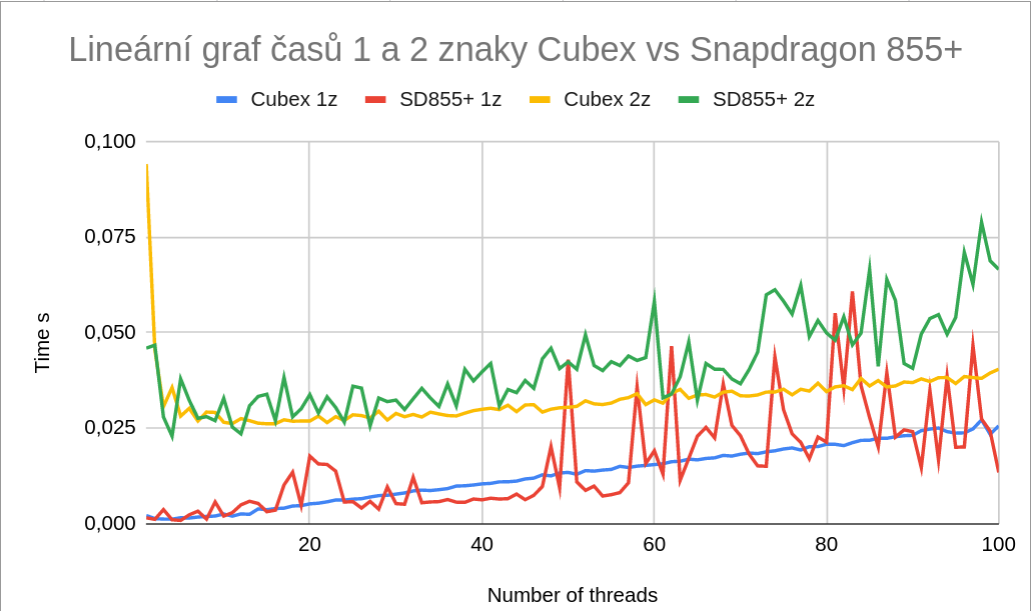 Lineární graf časů 1 a 2 znaky Cubex vs Snapdragon 855+
Cubex 1z SD855+ 1z Cubex 2z SD855+ 2z
0,100
0,075
0,050
0,025
0,000
Time s
20 40 60 80 100
Number of threads